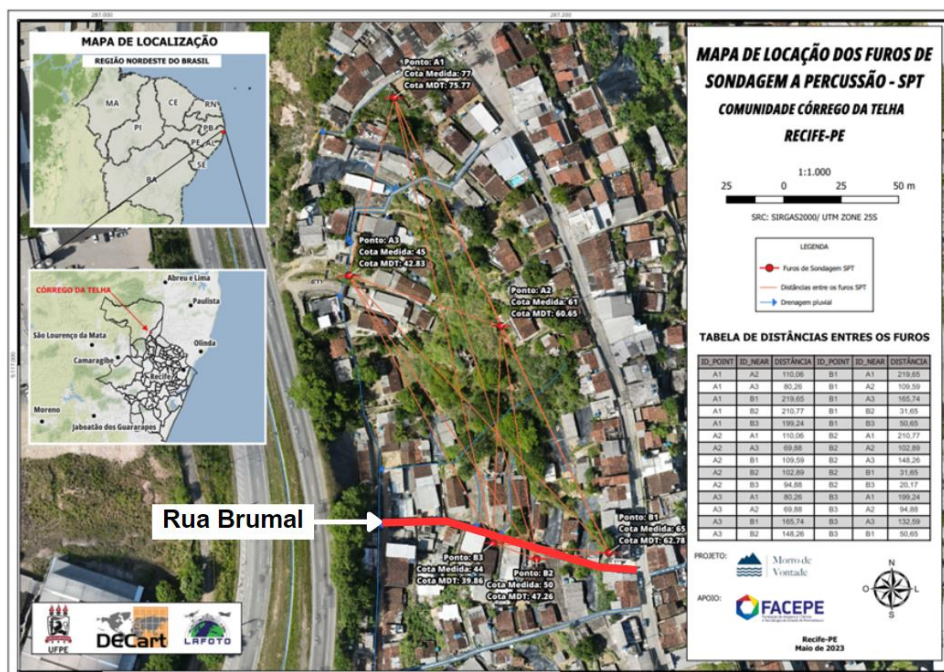 287.000
287.200
9.117.000
MAPA DE LOCALIZAÇÃO
REGIÃO NORDESTE DO BRASIL
MA
CE
RN
PI
PB
PE
AL
SE
BA
CÓRREGO DA TELHA
Abreu e Lima
Paulista
São Lourenço da Mata
Olinda
Camaragibe
Recife
Moreno
Jaboatão dos Guararapes
UFPE
DECart
LAFOTO
Ponto: A1
Cota Medida: 77
Cota MDT: 75.77
Ponto: A3
Cota Medida: 45
Cota MDT: 42.83
Ponto: A2
Cota Medida: 61
Cota MDT: 60.65
Rua Brumal
Ponto: B1
Cota Medida: 65
Cota MDT: 62.78
Ponto: B3
Cota Medida: 44
Cota MDT: 39.86
Ponto: B2
Cota Medida: 50
Cota MDT: 47.26
MAPA DE LOCAÇÃO DOS FUROS DE
SONDAGEM A PERCUSSÃO - SPT
COMUNIDADE CÓRREGO DA TELHA
RECIFE-PE
1:1.000
25 0 25 50 m
SRC: SIRGAS2000/ UTM ZONE 25S
LEGENDA
Furos de Sondagem SPT
Distâncias entre os furos SPT
Drenagem pluvial
TABELA DE DISTÂNCIAS ENTRE OS FUROS
ID_POINT ID_NEAR DISTÂNCIA ID_POINT ID_NEAR DISTÂNCIA
A1 A2 110,06 B1 A1 219,65
A1 A3 80,26 B1 A2 109,59
A1 B1 219,65 B1 A3 165,74
A1 B2 210,77 B1 B2 31,65
A1 B3 199,24 B1 B3 50,65
A2 A1 110,06 B2 A1 210,77
A2 A3 69,88 B2 A2 102,89
A2 B1 109,59 B2 A3 148,26
A2 B2 102,89 B2 B1 31,65
A2 B3 94,88 B2 B3 20,17
A3 A1 80,26 B3 A1 199,24
A3 A2 69,88 B3 A2 94,88
A3 B1 165,74 B3 A3 132,59
A3 B2 148,26 B3 B1 50,65
PROJETO:
Morro de
Vontade
APOIO:
FACEPE
N
O L
S
Recife-PE
Maio de 2023